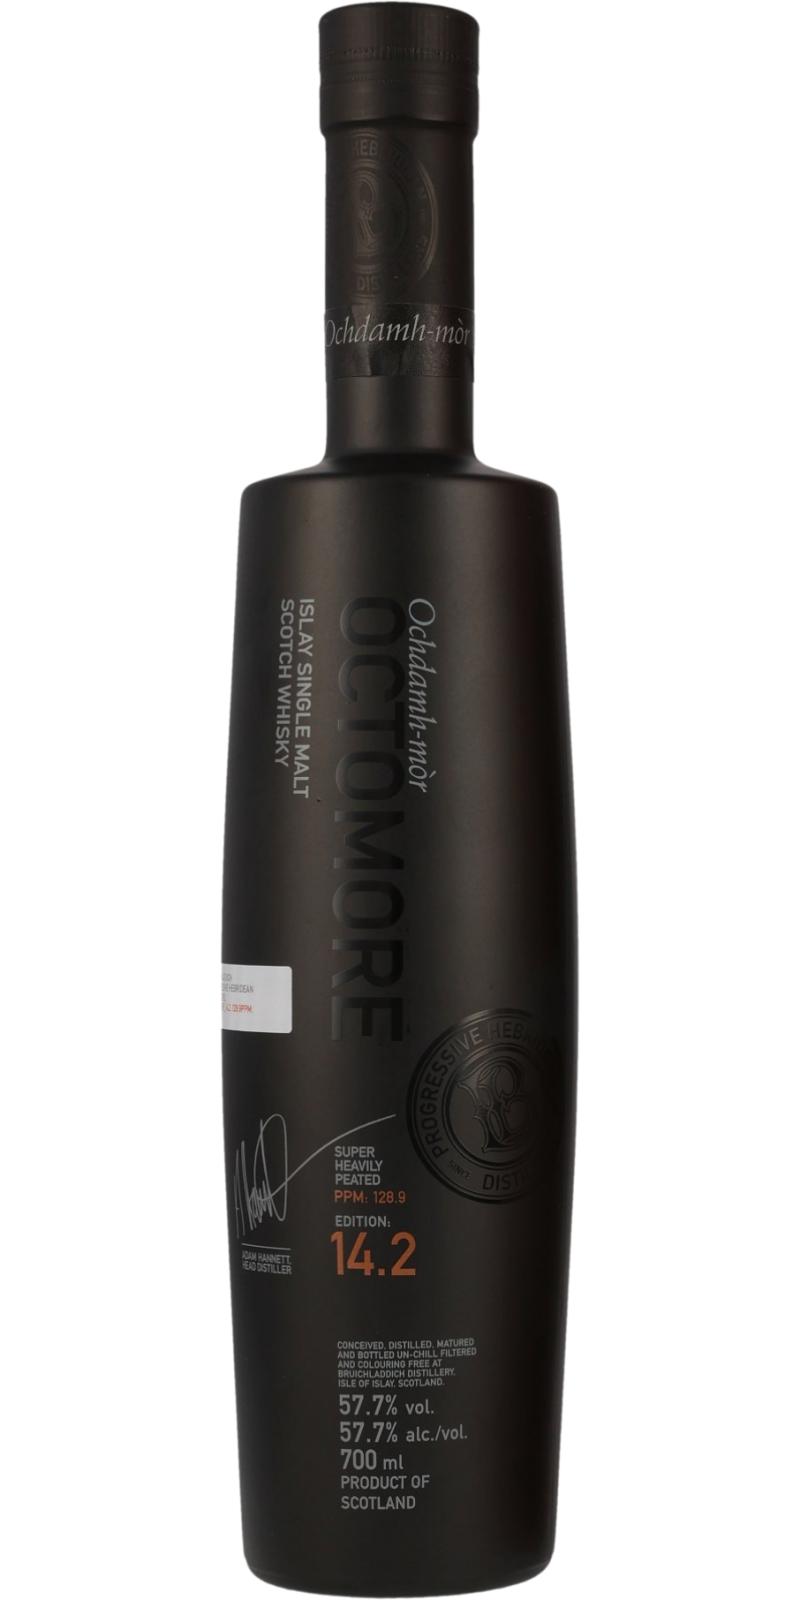 Ochdamh-mòr
Ochdamh-mòr
OCTOMORE
ISLAY SINGLE MALT
SCOTCH WHISKY
HEBRIDEAN
PROGRESSIVE
SUPER
HEAVILY
PEATED
PPM: 128.9
EDITION:
14.2
ADAM HANNETT.
HEAD DISTILLER
CONCEIVED, DISTILLED, MATURED
AND BOTTLED UN-CHILL FILTERED
AND COLOURING FREE AT
BRUICHLADDICH DISTILLERY.
ISLE OF ISLAY, SCOTLAND.
57.7% vol.
57.7% alc./vol.
700 ml
PRODUCT OF
SCOTLAND